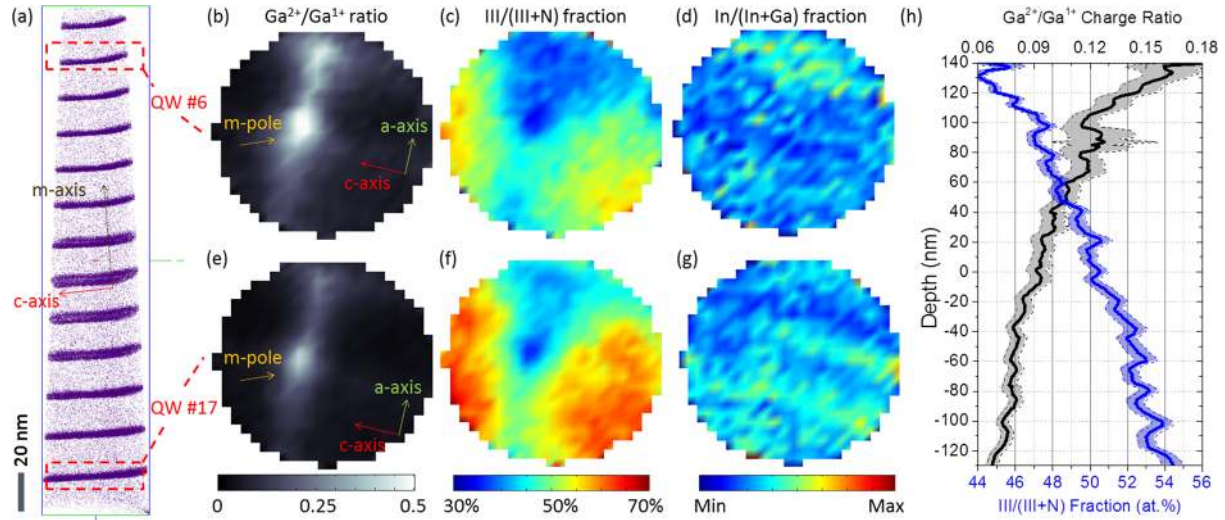 (a)
QW #6
m-axis
c-axis
QW #17
20 nm
(b) Ga²⁺/Ga¹⁺ ratio
m-pole
a-axis
c-axis
(c) III/(III+N) fraction
(d) In/(In+Ga) fraction
(e)
m-pole
a-axis
c-axis
0 0.25 0.5
(f)
30% 50% 70%
(g)
Min Max
(h) Ga²⁺/Ga¹⁺ Charge Ratio
0.06 0.09 0.12 0.15 0.18
Depth (nm)
140
120
100
80
60
40
20
0
-20
-40
-60
-80
-100
-120
44 46 48 50 52 54 56
III/(III+N) Fraction (at.%)